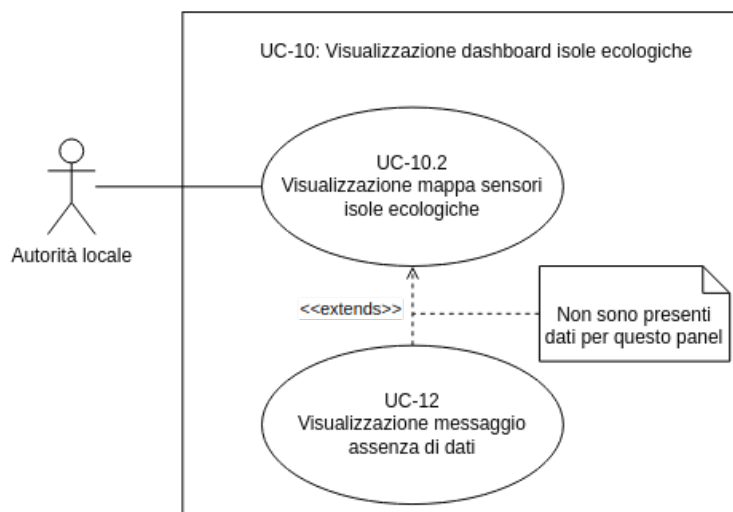 UC-10: Visualizzazione dashboard isole ecologiche
UC-10.2
Visualizzazione mappa sensori
isole ecologiche
Autorità locale
<<extends>>
Non sono presenti
dati per questo panel
UC-12
Visualizzazione messaggio
assenza di dati